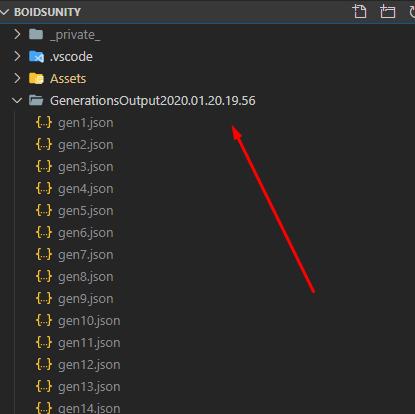 BOIDSUNITY
_private_
.vscode
Assets
GenerationsOutput2020.01.20.19.56
gen1.json
gen2.json
gen3.json
gen4.json
gen5.json
gen6.json
gen7.json
gen8.json
gen9.json
gen10.json
gen11.json
gen12.json
gen13.json
gen14.json